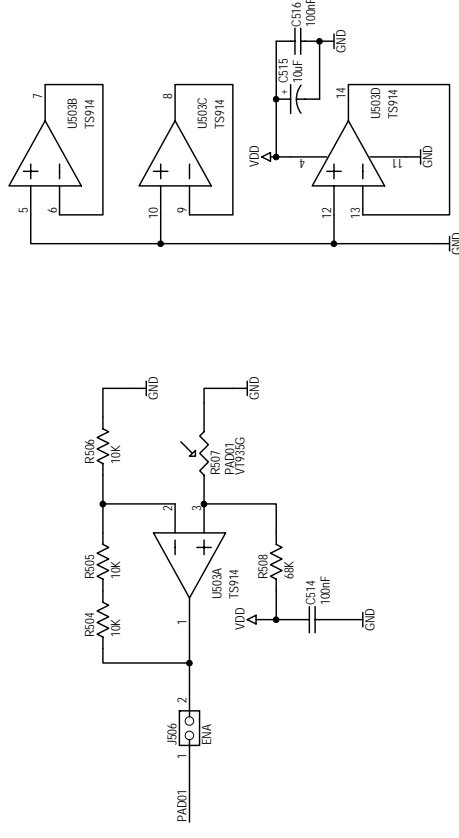 PAD01
1
J506
2
ENA
R504
10K
R505
10K
R506
10K
GND
1
U503A
TS914
2
3
R507
PAD01
VT935G
GND
VDD
R508
68K
C514
100nF
GND
5
6
7
U503B
TS914
10
9
8
U503C
TS914
12
13
14
4
11
U503D
TS914
VDD
+
C515
10uF
C516
100nF
GND
GND
GND